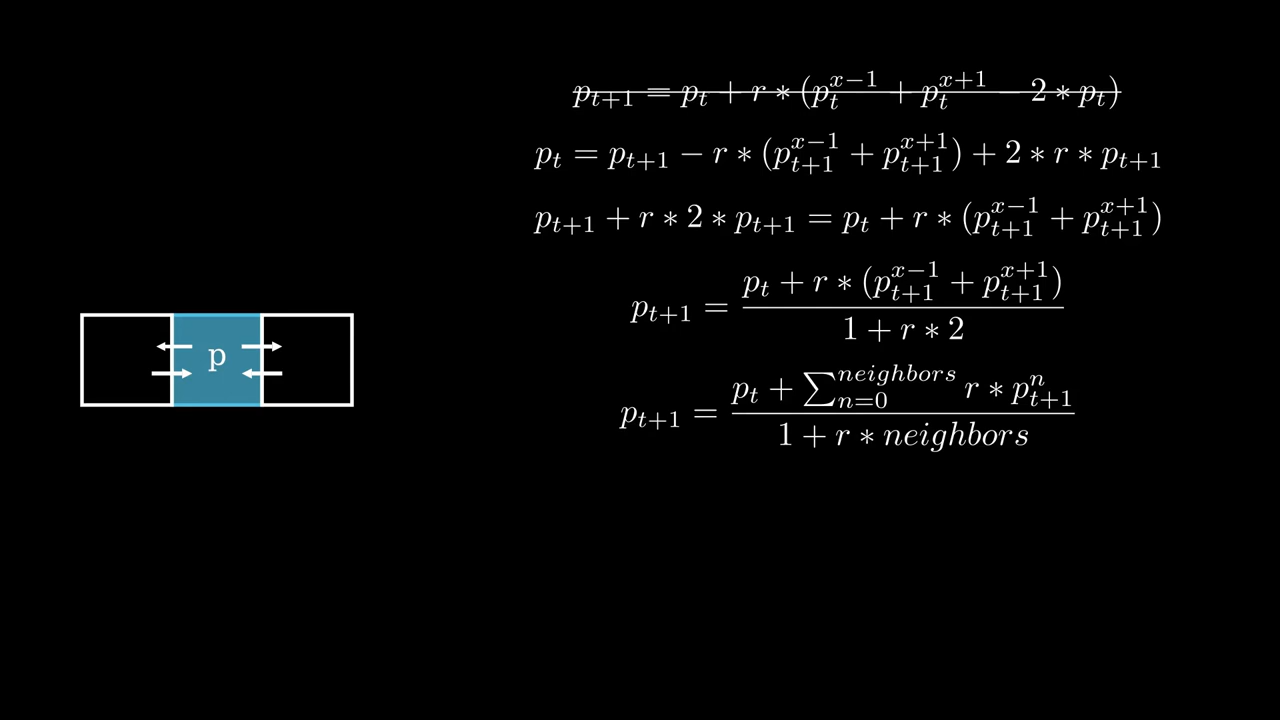 $p_{t+1} = p_t + r * (p_t^{x-1} + p_t^{x+1} - 2 * p_t)$
$p_t = p_{t+1} - r * (p_{t+1}^{x-1} + p_{t+1}^{x+1}) + 2 * r * p_{t+1}$
$p_{t+1} + r * 2 * p_{t+1} = p_t + r * (p_{t+1}^{x-1} + p_{t+1}^{x+1})$
$p_{t+1} = \frac{p_t + r * (p_{t+1}^{x-1} + p_{t+1}^{x+1})}{1 + r * 2}$
p
$p_{t+1} = \frac{p_t + \sum_{n=0}^{neighbors} r * p_{t+1}^{n}}{1 + r * neighbors}$